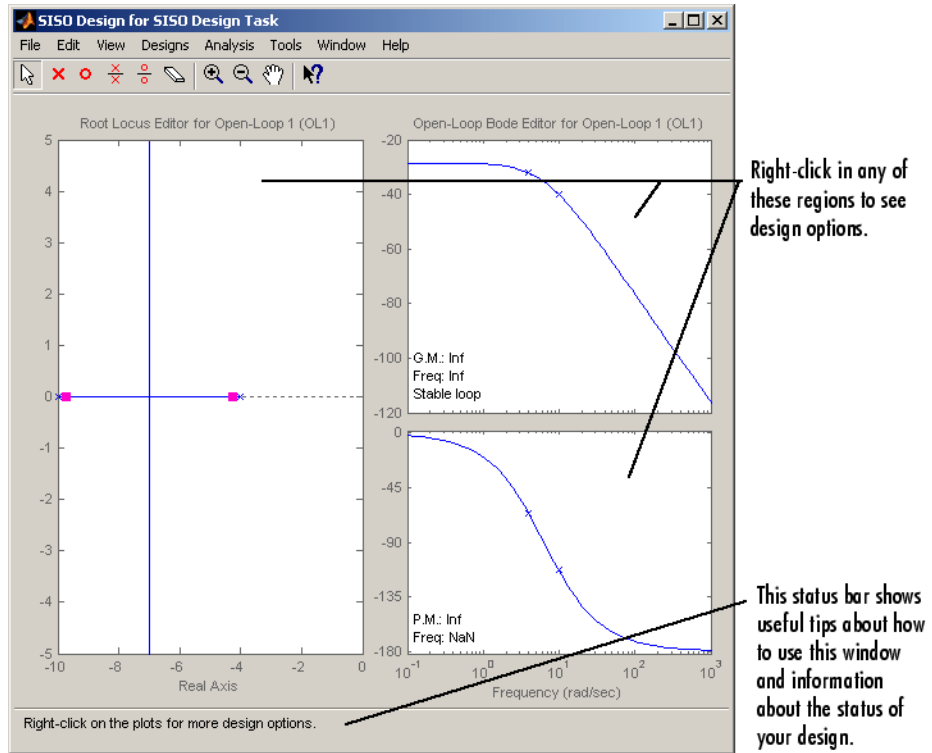 SISO Design for SISO Design Task
File Edit View Designs Analysis Tools Window Help
Root Locus Editor for Open-Loop 1 (OL1)
5
4
3
2
1
0
-1
-2
-3
-4
-5
-10 -8 -6 -4 -2 0
Real Axis
Open-Loop Bode Editor for Open-Loop 1 (OL1)
-20
-40
-60
-80
-100
-120
G.M.: Inf
Freq: Inf
Stable loop
0
-45
-90
-135
-180
P.M.: Inf
Freq: NaN
10^-1 10^0 10^1 10^2 10^3
Frequency (rad/sec)
Right-click on the plots for more design options.
Right-click in any of
these regions to see
design options.
This status bar shows
useful tips about how
to use this window
and information
about the status of
your design.